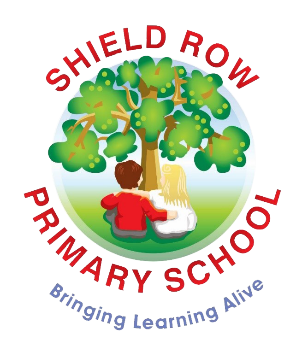 SHIELD ROW
PRIMARY SCHOOL
Bringing Learning Alive